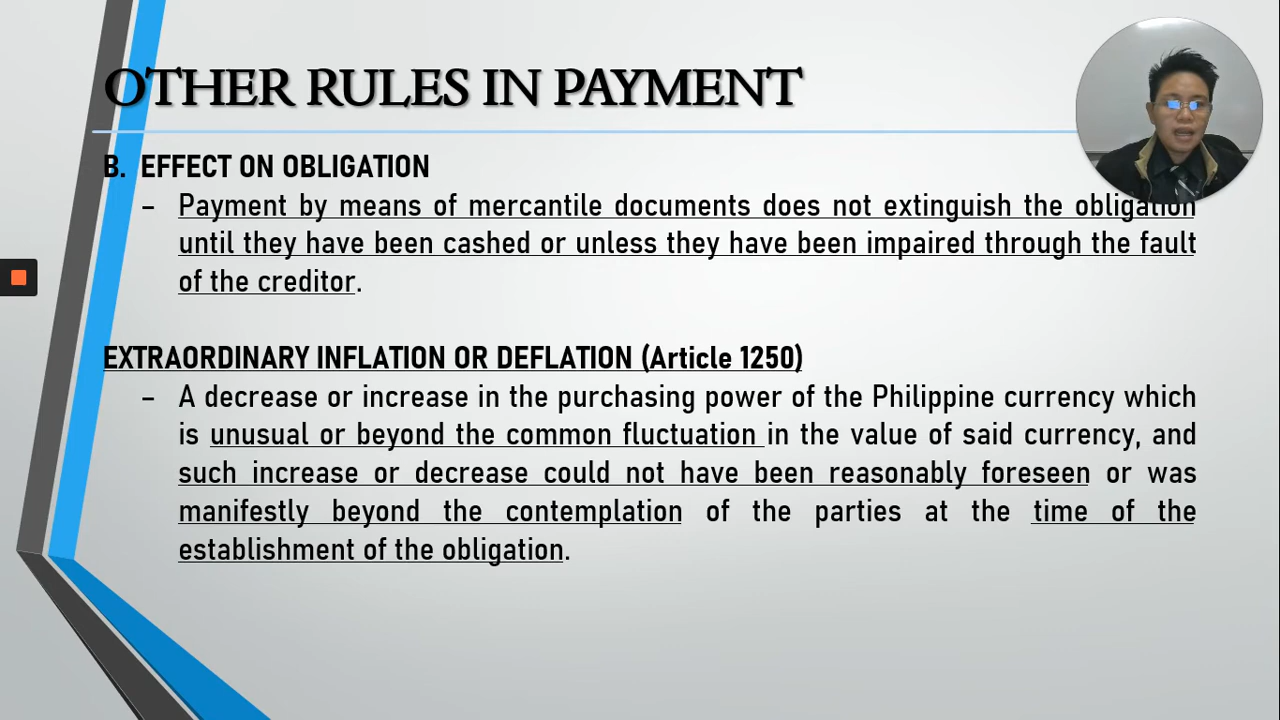 OTHER RULES IN PAYMENT
B. EFFECT ON OBLIGATION
– Payment by means of mercantile documents does not extinguish the obligation
until they have been cashed or unless they have been impaired through the fault
of the creditor.
EXTRAORDINARY INFLATION OR DEFLATION (Article 1250)
– A decrease or increase in the purchasing power of the Philippine currency which
is unusual or beyond the common fluctuation in the value of said currency, and
such increase or decrease could not have been reasonably foreseen or was
manifestly beyond the contemplation of the parties at the time of the
establishment of the obligation.